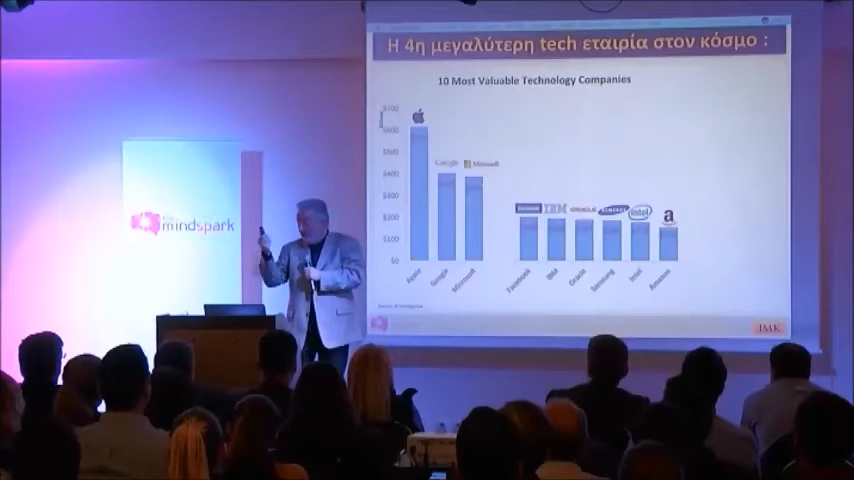 Η 4η μεγαλύτερη tech εταιρία στον κόσμο :
10 Most Valuable Technology Companies
$700
$600
$500
$400
$300
$200
$100
$0
Google
Microsoft
facebook
IBM
ORACLE
SAMSUNG
intel
a
Apple
Google
Microsoft
Facebook
IBM
Oracle
Samsung
Intel
Amazon
JMK
the
mindspark